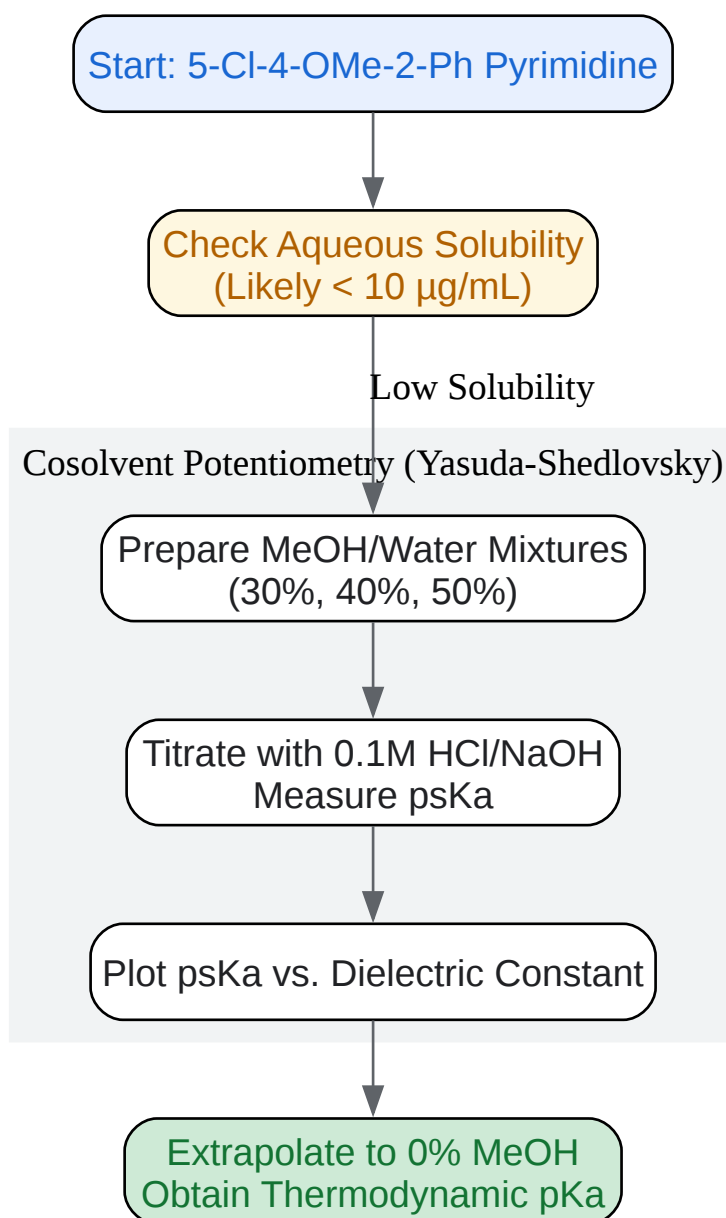 Start: 5-Cl-4-OMe-2-Ph Pyrimidine
Check Aqueous Solubility
(Likely < 10 µg/mL)
Low Solubility
Cosolvent Potentiometry (Yasuda-Shedlovsky)
Prepare MeOH/Water Mixtures
(30%, 40%, 50%)
Titrate with 0.1M HCl/NaOH
Measure psKa
Plot psKa vs. Dielectric Constant
Extrapolate to 0% MeOH
Obtain Thermodynamic pKa